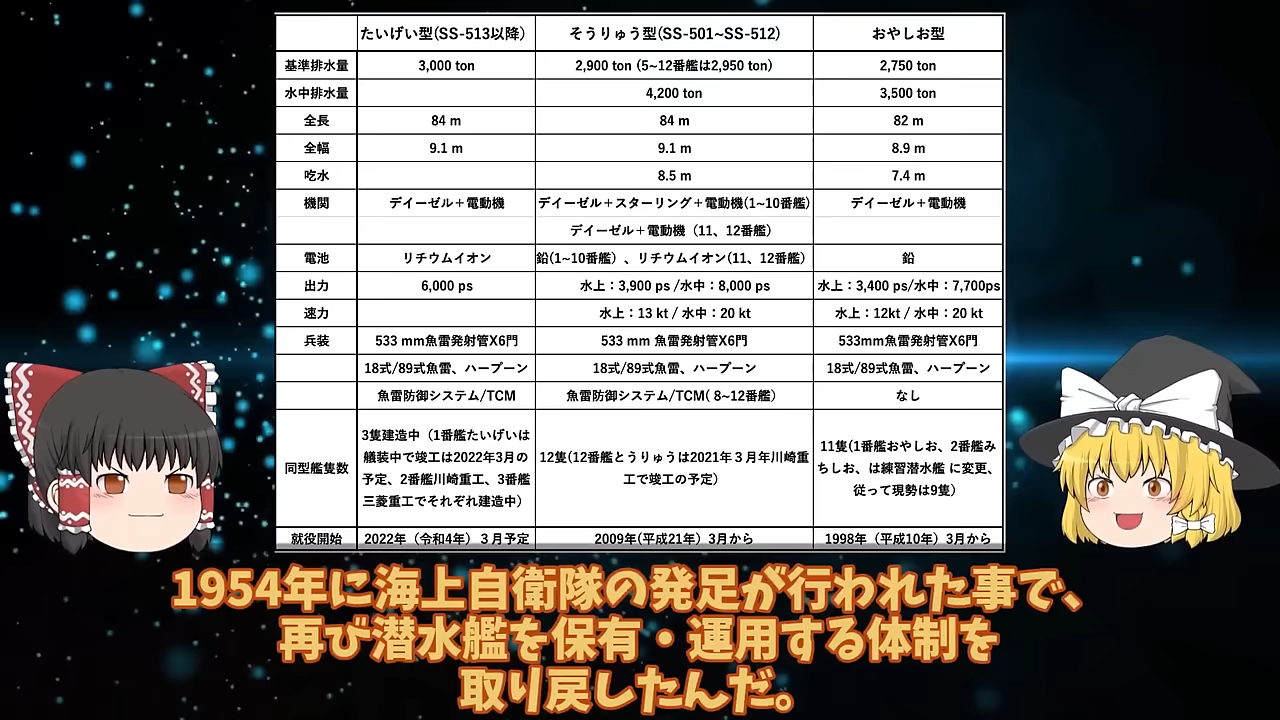 たいげい型(SS-513以降) そうりゅう型(SS-501~SS-512) おやしお型
基準排水量 3,000 ton 2,900 ton (5~12番艦は2,950 ton) 2,750 ton
水中排水量 4,200 ton 3,500 ton
全長 84 m 84 m 82 m
全幅 9.1 m 9.1 m 8.9 m
吃水 8.5 m 7.4 m
機関 デイーゼル＋電動機 デイーゼル＋スターリング＋電動機(1~10番艦) デイーゼル＋電動機
デイーゼル＋電動機（11、12番艦）
電池 リチウムイオン 鉛(1~10番艦）、リチウムイオン(11、12番艦） 鉛
出力 6,000 ps 水上：3,900 ps /水中：8,000 ps 水上：3,400 ps/水中：7,700ps
速力 水上：13 kt / 水中：20 kt 水上：12kt / 水中：20 kt
兵装 533 mm魚雷発射管X6門 533 mm 魚雷発射管X6門 533mm魚雷発射管X6門
18式/89式魚雷、ハープーン 18式/89式魚雷、ハープーン 18式/89式魚雷、ハープーン
魚雷防御システム/TCM 魚雷防御システム/TCM( 8~12番艦） なし
同型艦隻数
3隻建造中（1番艦たいげいは
艤装中で竣工は2022年3月の
予定、2番艦川崎重工、3番艦
三菱重工でそれぞれ建造中）
12隻(12番艦とうりゅうは2021年３月年川崎重
工で竣工の予定）
11隻(1番艦おやしお、2番艦み
ちしお、は練習潜水艦 に変更、
従って現勢は9隻）
就役開始 2022年（令和4年）３月予定 2009年(平成21年）3月から 1998年（平成10年）3月から
1954年に海上自衛隊の発足が行われた事で、
再び潜水艦を保有・運用する体制を
取り戻したんだ。